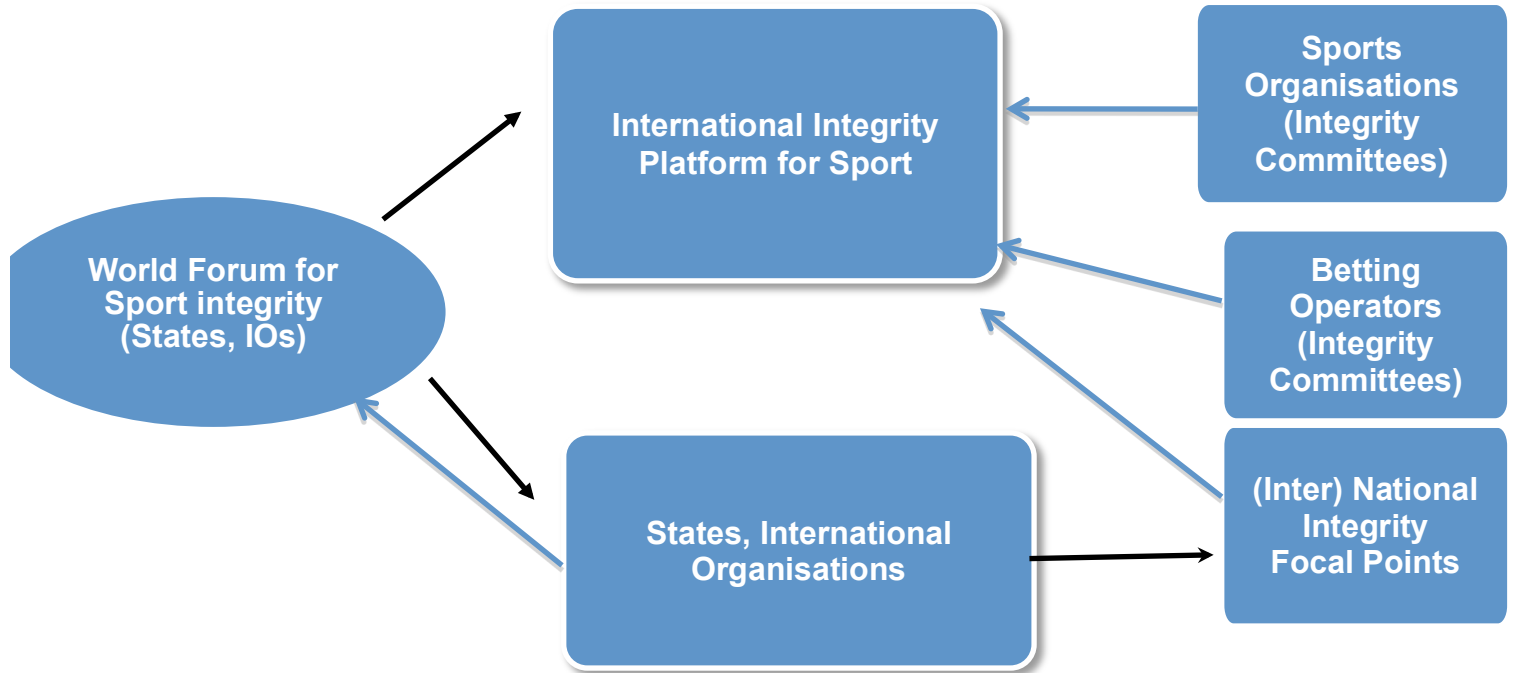 World Forum for
Sport integrity
(States, IOs)
International Integrity
Platform for Sport
States, International
Organisations
Sports
Organisations
(Integrity
Committees)
Betting
Operators
(Integrity
Committees)
(Inter) National
Integrity
Focal Points